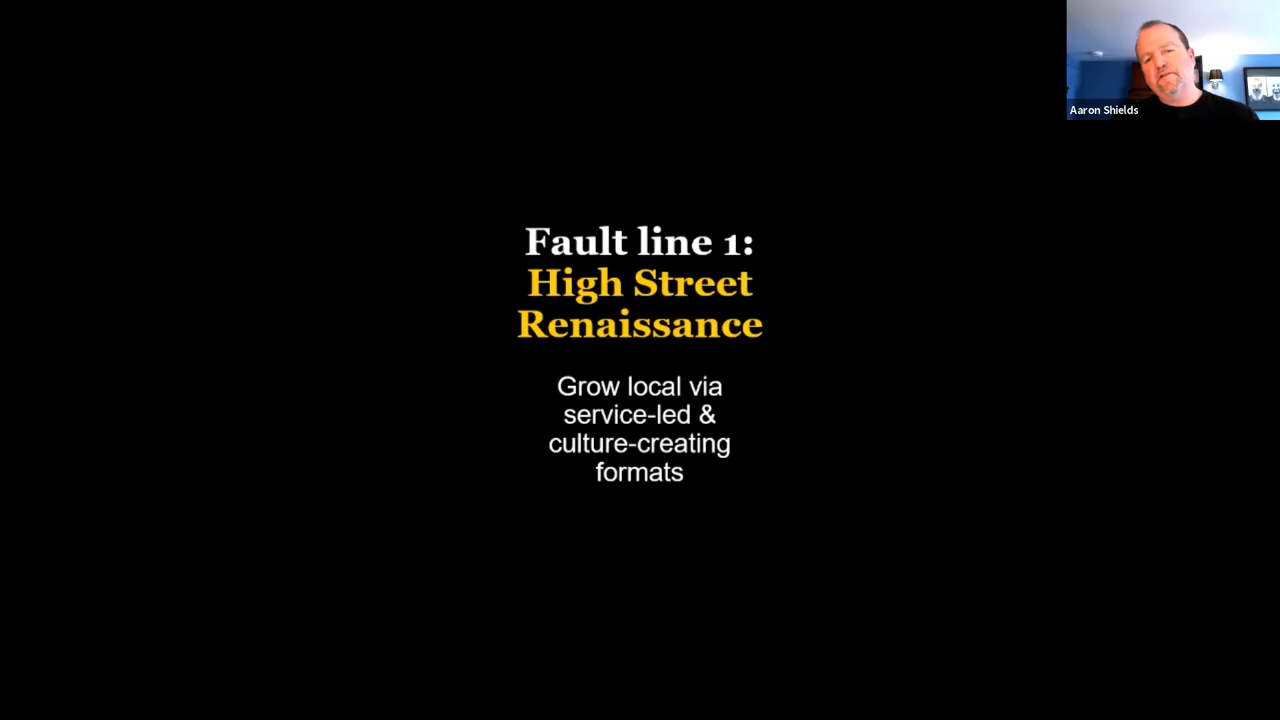 Aaron Shields
Fault line 1:
High Street
Renaissance
Grow local via
service-led &
culture-creating
formats